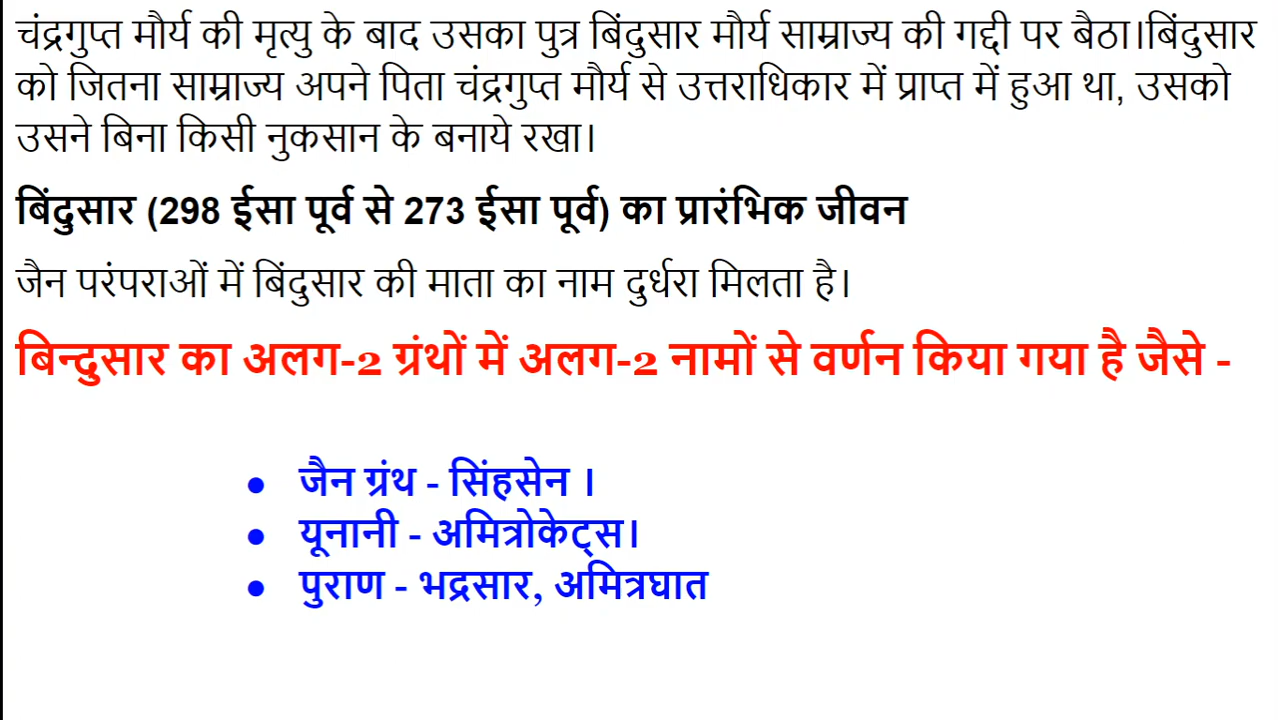 चंद्रगुप्त मौर्य की मृत्यु के बाद उसका पुत्र बिंदुसार मौर्य साम्राज्य की गद्दी पर बैठा।बिंदुसार
को जितना साम्राज्य अपने पिता चंद्रगुप्त मौर्य से उत्तराधिकार में प्राप्त में हुआ था, उसको
उसने बिना किसी नुकसान के बनाये रखा।
बिंदुसार (298 ईसा पूर्व से 273 ईसा पूर्व) का प्रारंभिक जीवन
जैन परंपराओं में बिंदुसार की माता का नाम दुर्धरा मिलता है।
बिन्दुसार का अलग-2 ग्रंथों में अलग-2 नामों से वर्णन किया गया है जैसे -
• जैन ग्रंथ - सिंहसेन ।
• यूनानी - अमित्रोकेट्स।
• पुराण - भद्रसार, अमित्रघात